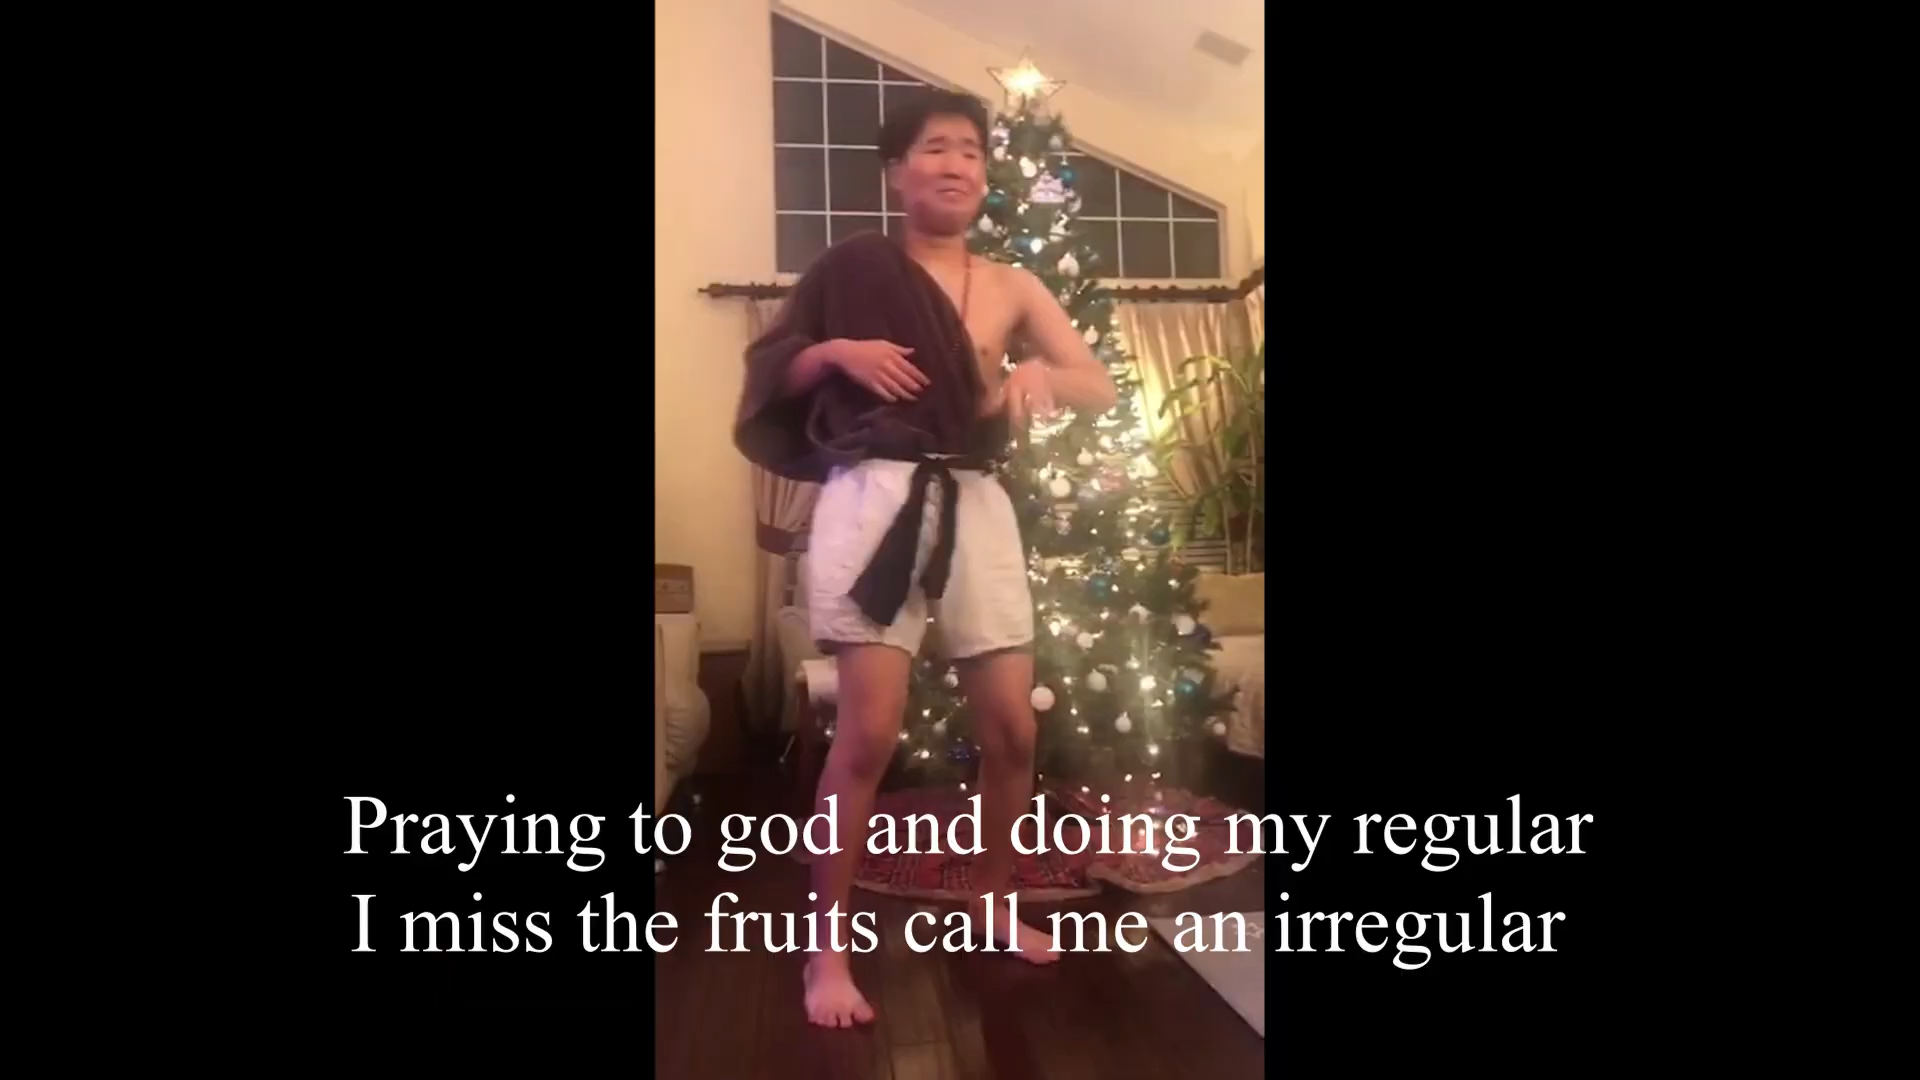 Praying to god and doing my regular
I miss the fruits call me an irregular